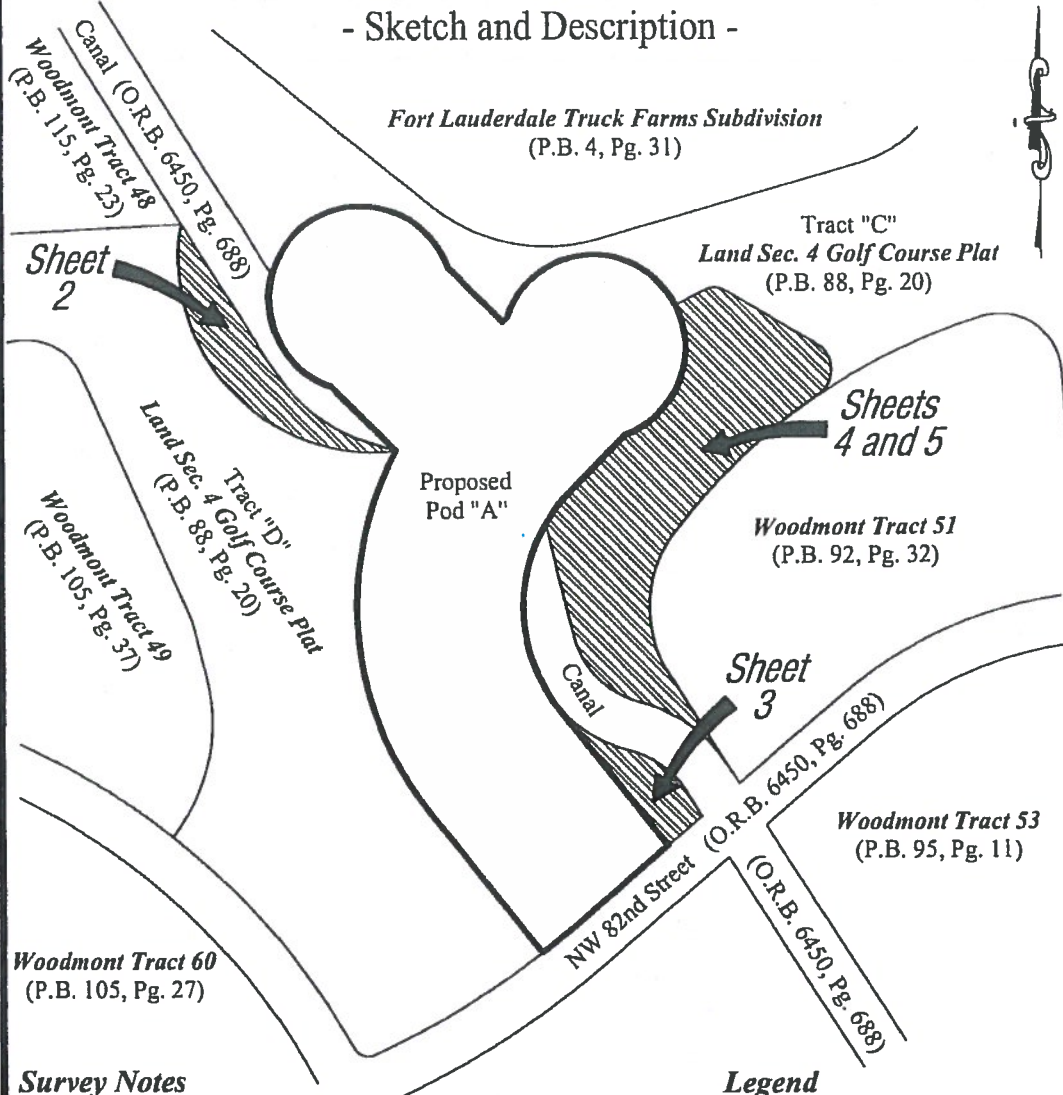 - Sketch and Description -
Canal (O.R.B. 6450, Pg. 688)
Woodmont Tract 48
(P.B. 115, Pg. 23)
Fort Lauderdale Truck Farms Subdivision
(P.B. 4, Pg. 31)
Tract "C"
Land Sec. 4 Golf Course Plat
(P.B. 88, Pg. 20)
Sheet
2
Sheets
4 and 5
Proposed
Pod "A"
Tract "D"
Land Sec. 4 Golf Course Plat
(P.B. 88, Pg. 20)
Woodmont Tract 49
(P.B. 105, Pg. 37)
Woodmont Tract 51
(P.B. 92, Pg. 32)
Canal
Sheet
3
NW 82nd Street (O.R.B. 6450, Pg. 688)
Woodmont Tract 53
(P.B. 95, Pg. 11)
(O.R.B. 6450, Pg. 688)
Woodmont Tract 60
(P.B. 105, Pg. 27)
Survey Notes
Legend